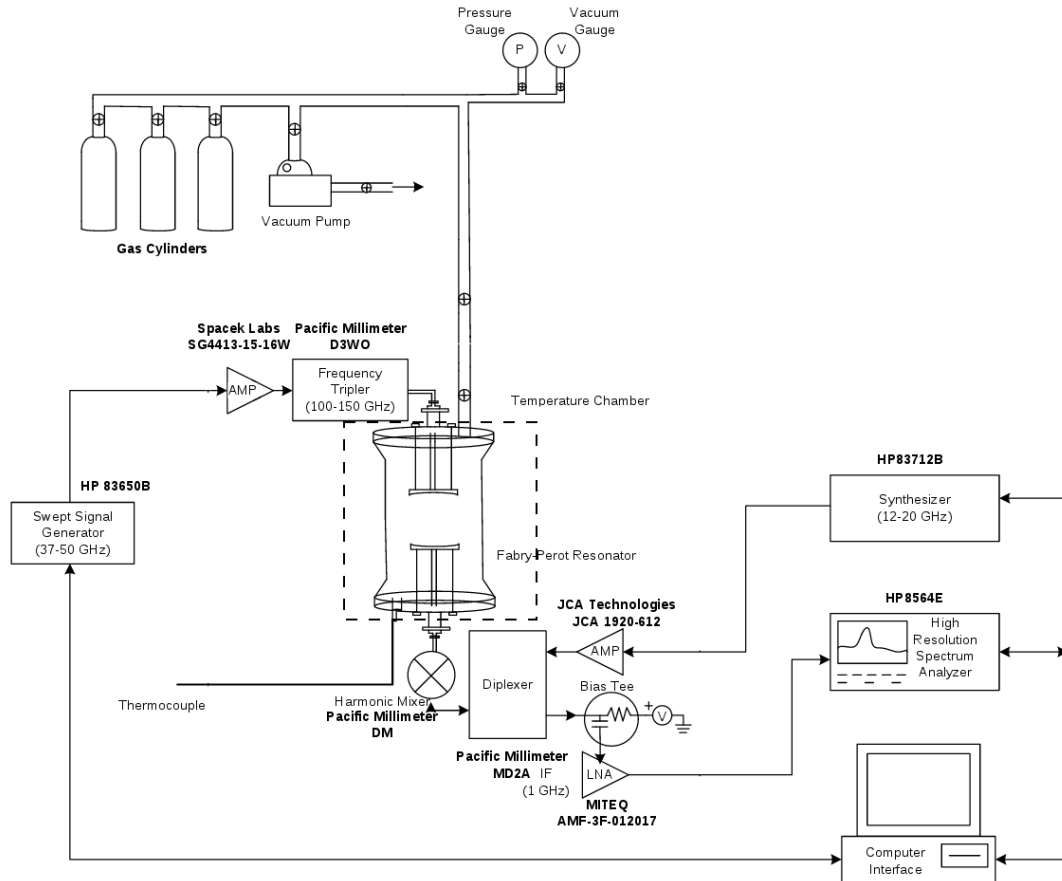 Pressure
Gauge
Vacuum
Gauge
P
V
Vacuum Pump
Gas Cylinders
Spacek Labs
SG4413-15-16W
Pacific Millimeter
D3WO
AMP
Frequency
Tripler
(100-150 GHz)
Temperature Chamber
HP 83650B
Swept Signal
Generator
(37-50 GHz)
HP83712B
Synthesizer
(12-20 GHz)
Fabry-Perot Resonator
JCA Technologies
JCA 1920-612
AMP
HP8564E
High
Resolution
Spectrum
Analyzer
Thermocouple
Harmonic Mixer
Pacific Millimeter
DM
Diplexer
Bias Tee
+
V
Pacific Millimeter
MD2A IF
(1 GHz)
LNA
MITEQ
AMF-3F-012017
Computer
Interface